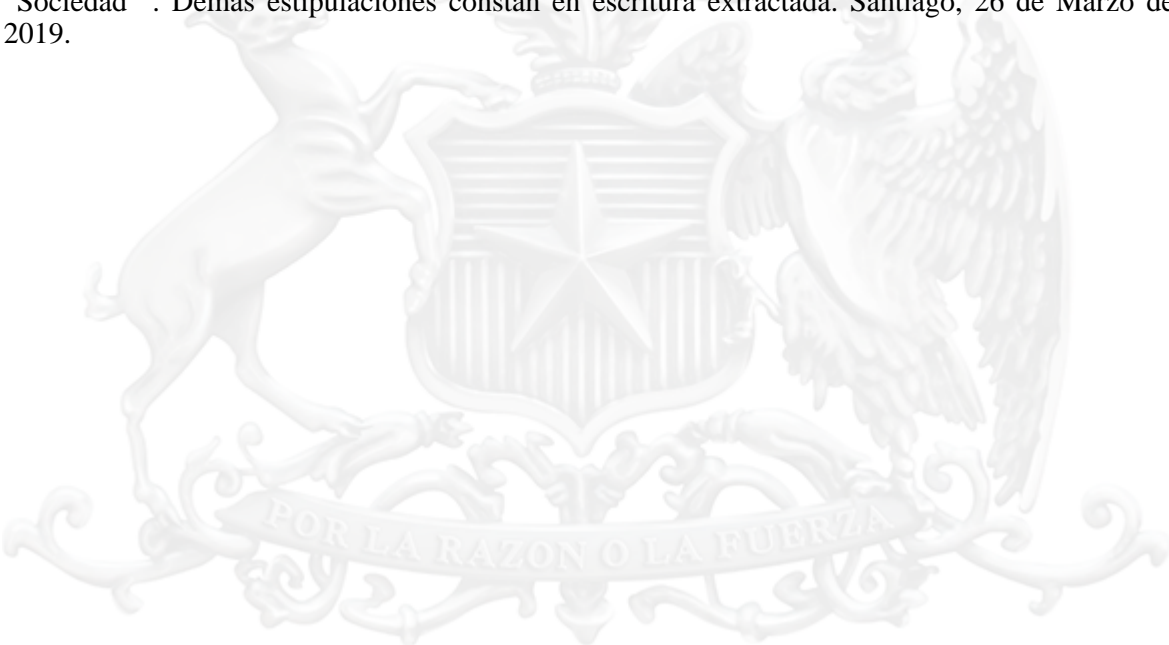 Sociedad" . Demás estipulaciones constan en escritura extractada. Santiago, 26 de Marzo de
2019.
POR LA RAZON O LA FUERZA